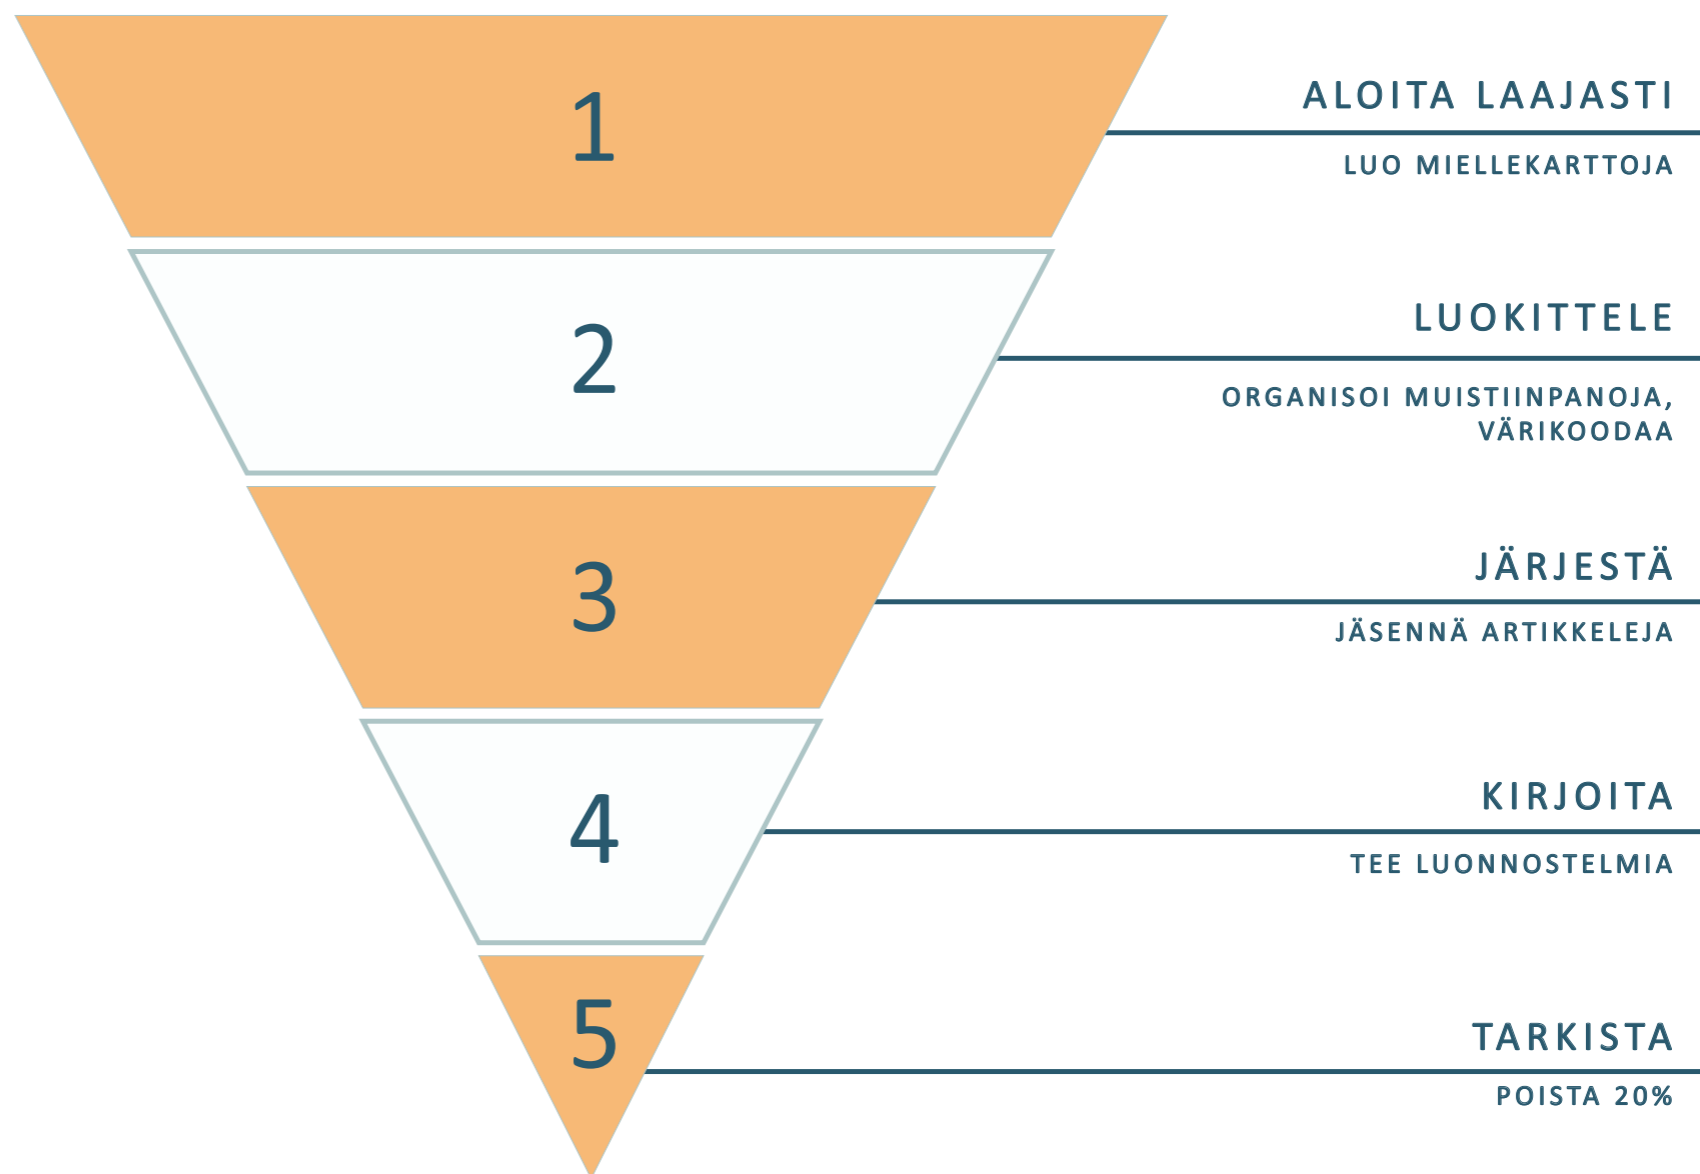 1
ALOITA LAAJASTI
LUO MIELLEKARTTOJA
2
LUOKITTELE
ORGANISOI MUISTIINPANOJA,
VÄRIKOODAA
3
JÄRJESTÄ
JÄSENNÄ ARTIKKELEJA
4
KIRJOITA
TEE LUONNOSTELMIA
5
TARKISTA
POISTA 20%